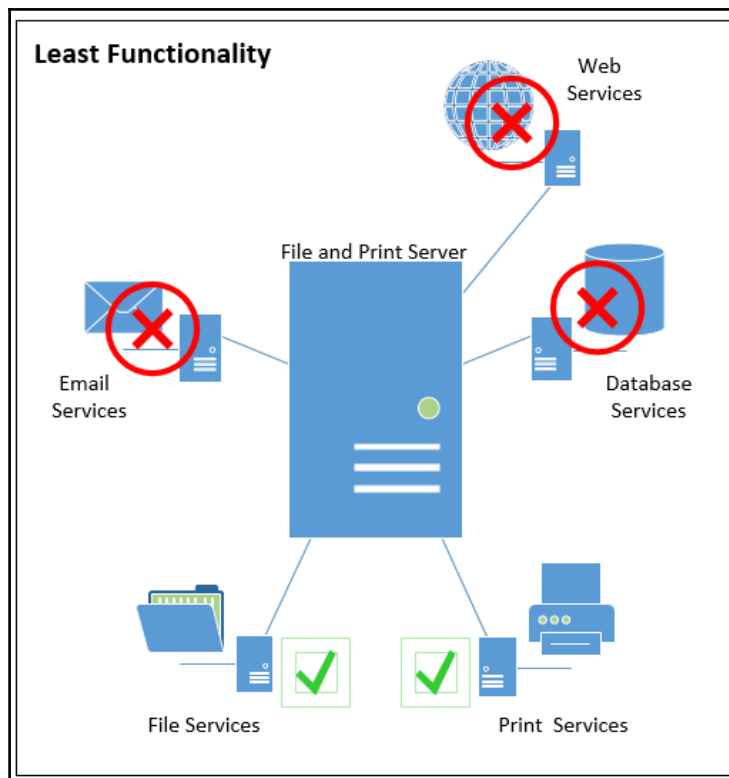 Least Functionality
Web
Services
File and Print Server
Email
Services
Database
Services
File Services
Print Services